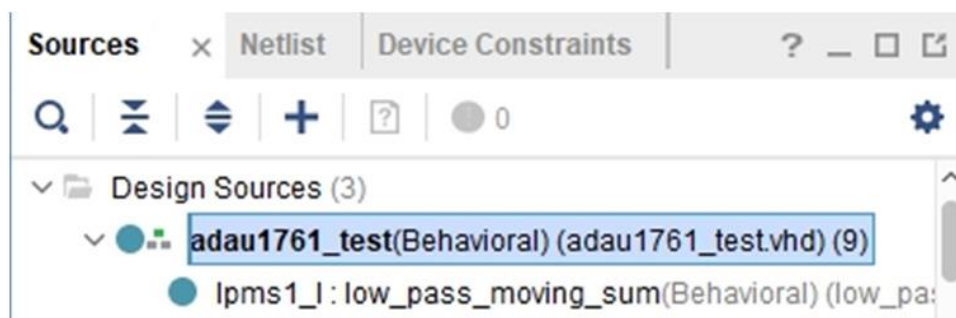 Sources × Netlist Device Constraints ? _
0
Design Sources (3)
adau1761_test(Behavioral) (adau1761_test.vhd) (9)
lpms1_l : low_pass_moving_sum(Behavioral) (low_pa